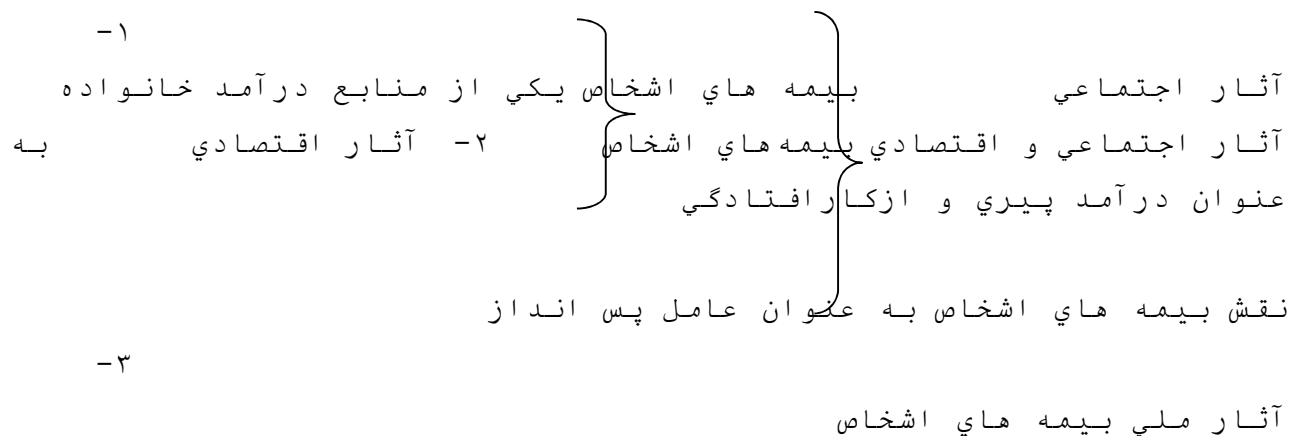 ۱-
آثار اجتماعي بيمه هاي اشخاص يكي از منابع درآمد خانواده
آثار اجتماعي و اقتصادي بيمه هاي اشخاص ۲- آثار اقتصادي به
عنوان درآمد پيري و ازكارافتادگي
نقش بيمه هاي اشخاص به عنوان عامل پس انداز
۳-
آثار ملي بيمه هاي اشخاص